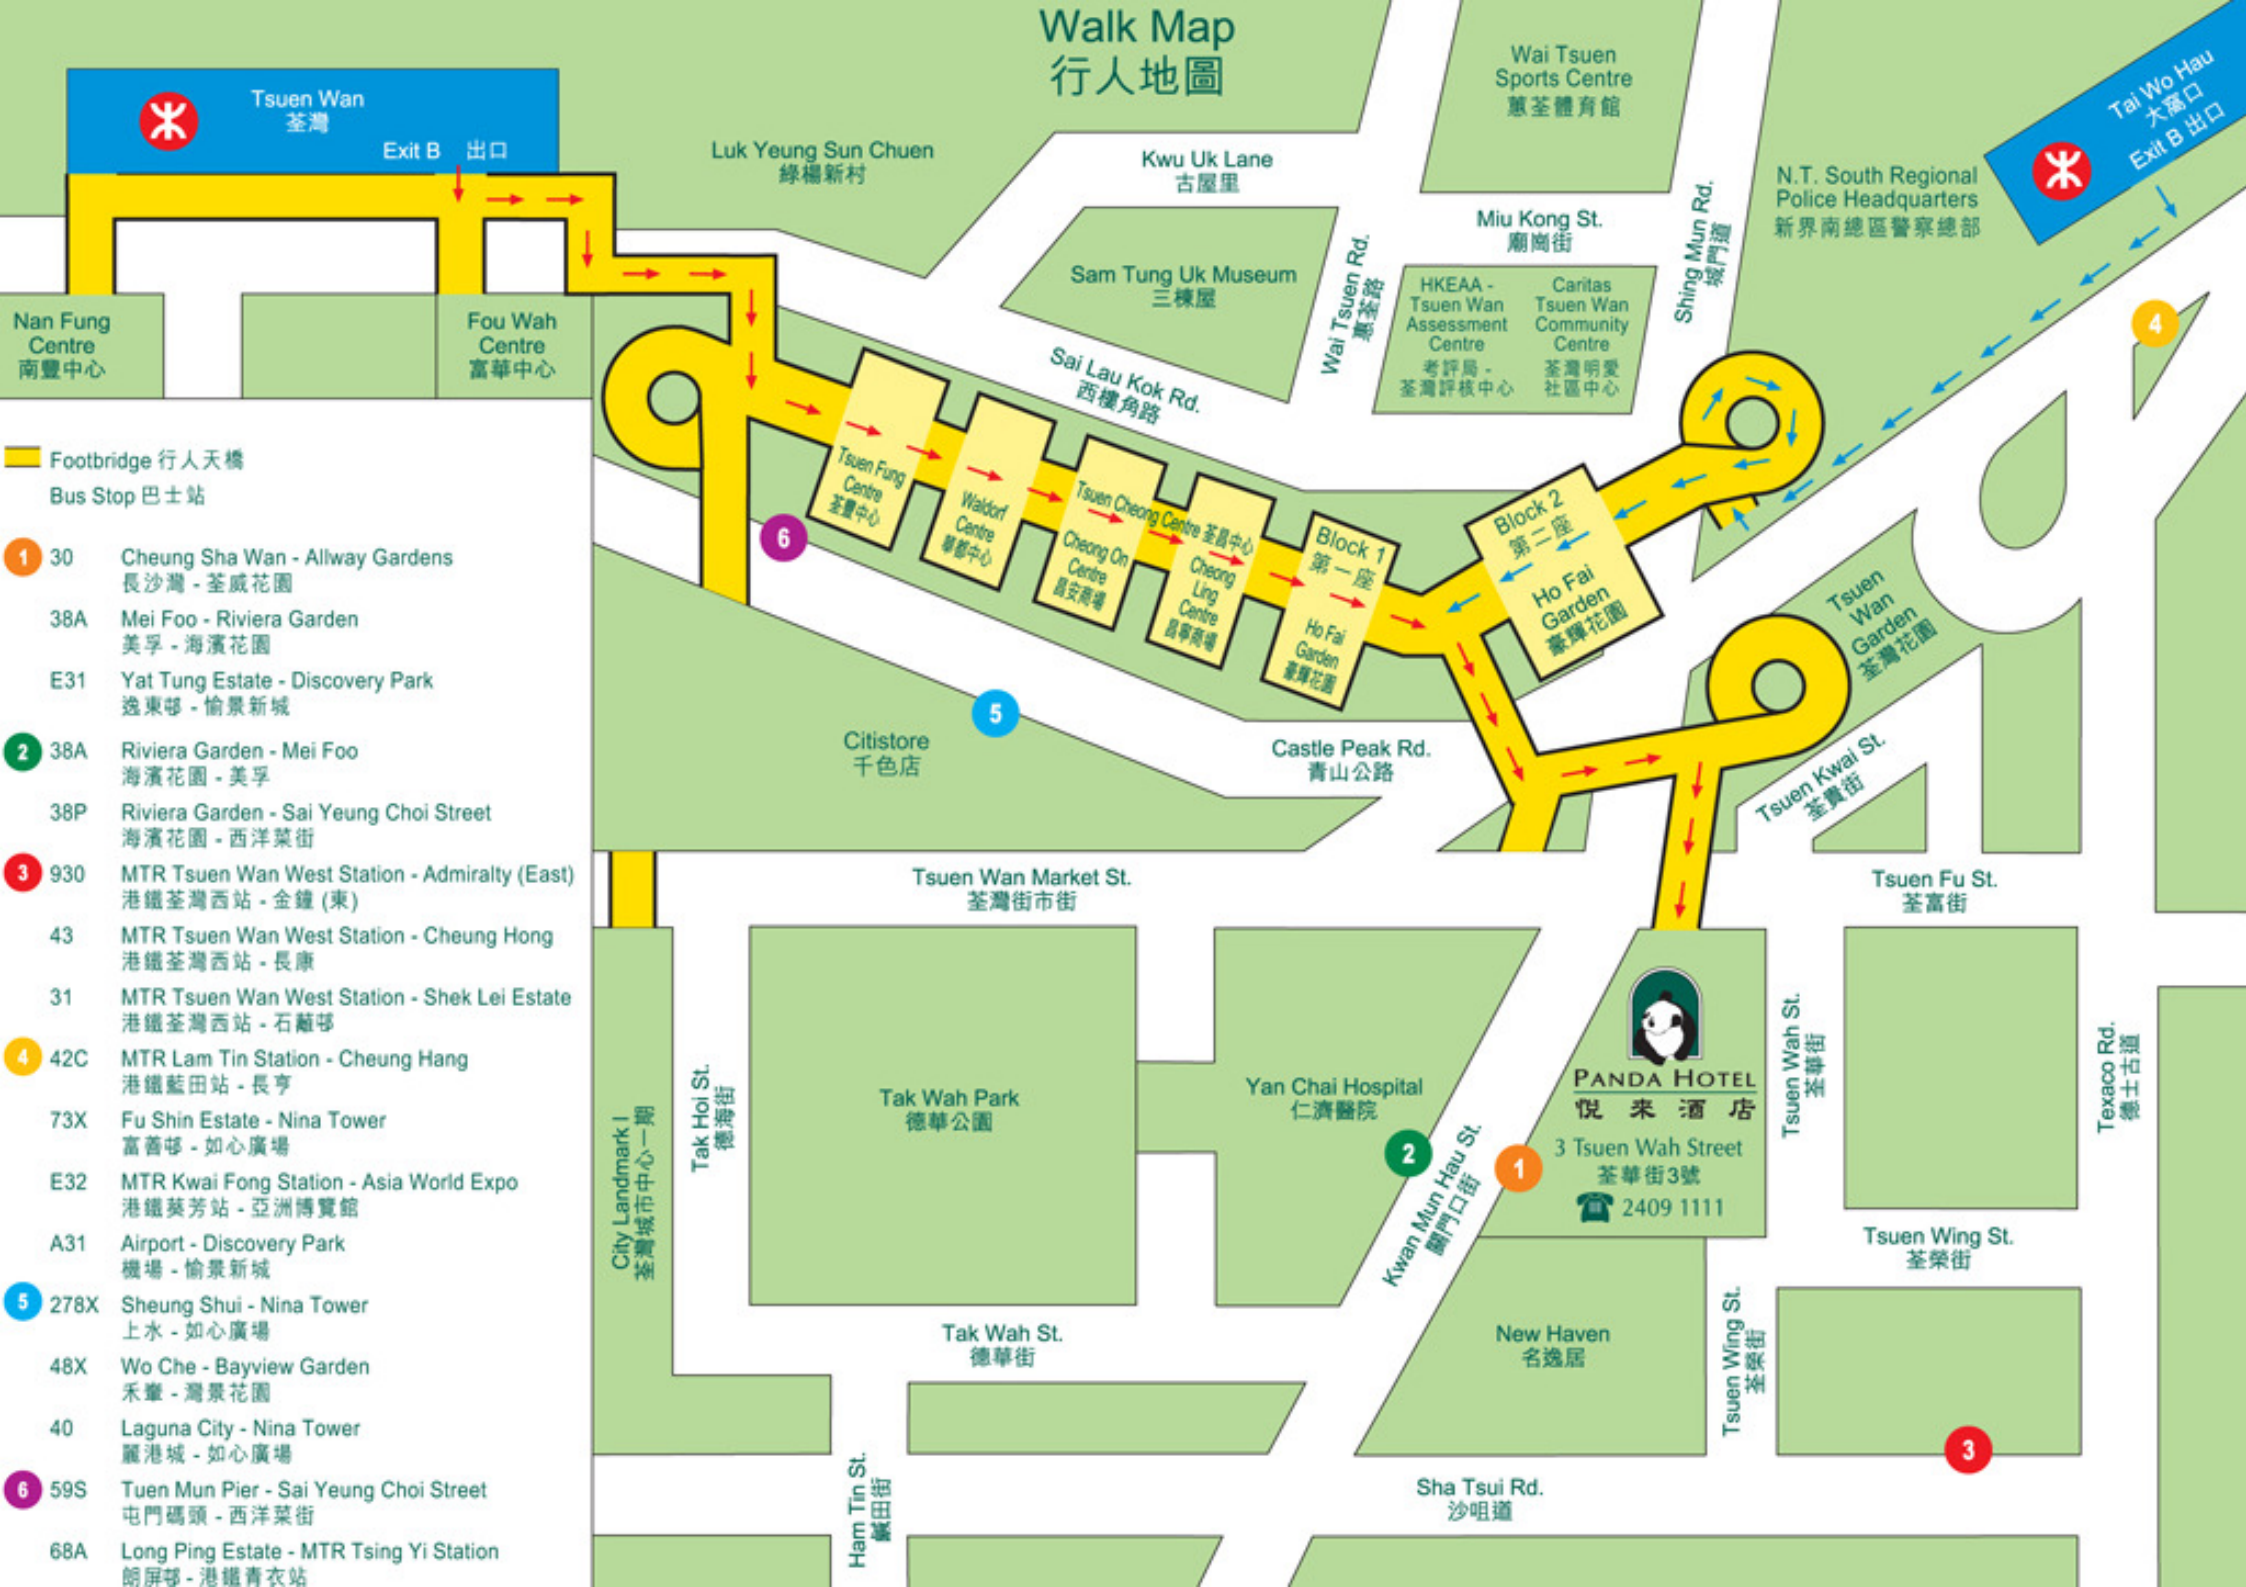 Walk Map
行人地圖
Tsuen Wan
荃灣
Exit B 出口
Luk Yeung Sun Chuen
綠楊新村
Kwu Uk Lane
古屋里
Wai Tsuen
Sports Centre
蕙荃體育館
Tai Wo Hau
大窩口
Exit B 出口
N.T. South Regional
Police Headquarters
新界南總區警察總部
Miu Kong St.
廟崗街
Shing Mun Rd.
城門道
Sam Tung Uk Museum
三棟屋
Wai Tsuen Rd.
惠荃路
HKEAA -
Tsuen Wan
Assessment
Centre
考評局 -
荃灣評核中心
Caritas
Tsuen Wan
Community
Centre
荃灣明愛
社區中心
4
Nan Fung
Centre
南豐中心
Fou Wah
Centre
富華中心
Sai Lau Kok Rd.
西樓角路
Tsuen Fung
Centre
荃豐中心
Waldorf
Centre
華都中心
Tsuen Cheong Centre 荃昌中心
Cheong On
Centre
昌安商場
Cheong
Ling
Centre
昌寧商場
Block 1
第一座
Ho Fai
Garden
豪輝花園
Block 2
第二座
Ho Fai
Garden
豪輝花園
6
5
Tsuen
Wan
Garden
荃灣花園
Citistore
千色店
Castle Peak Rd.
青山公路
Tsuen Kwai St.
荃貴街
Tsuen Wan Market St.
荃灣街市街
Tsuen Fu St.
荃富街
City Landmark I
荃灣城市中心一期
Tak Hoi St.
德海街
Tak Wah Park
德華公園
Yan Chai Hospital
仁濟醫院
2
Kwan Mun Hau St.
關門口街
1
PANDA HOTEL
悅來酒店
3 Tsuen Wah Street
荃華街3號
2409 1111
Tsuen Wah St.
荃華街
Texaco Rd.
德士古道
Tsuen Wing St.
荃榮街
Tak Wah St.
德華街
New Haven
名逸居
Tsuen Wing St.
荃榮街
3
Ham Tin St.
鹹田街
Sha Tsui Rd.
沙咀道
Footbridge 行人天橋
Bus Stop 巴士站
1 30 Cheung Sha Wan - Allway Gardens
長沙灣 - 荃威花園
38A Mei Foo - Riviera Garden
美孚 - 海濱花園
E31 Yat Tung Estate - Discovery Park
逸東邨 - 愉景新城
2 38A Riviera Garden - Mei Foo
海濱花園 - 美孚
38P Riviera Garden - Sai Yeung Choi Street
海濱花園 - 西洋菜街
3 930 MTR Tsuen Wan West Station - Admiralty (East)
港鐵荃灣西站 - 金鐘 (東)
43 MTR Tsuen Wan West Station - Cheung Hong
港鐵荃灣西站 - 長康
31 MTR Tsuen Wan West Station - Shek Lei Estate
港鐵荃灣西站 - 石籬邨
4 42C MTR Lam Tin Station - Cheung Hang
港鐵藍田站 - 長亨
73X Fu Shin Estate - Nina Tower
富善邨 - 如心廣場
E32 MTR Kwai Fong Station - Asia World Expo
港鐵葵芳站 - 亞洲博覽館
A31 Airport - Discovery Park
機場 - 愉景新城
5 278X Sheung Shui - Nina Tower
上水 - 如心廣場
48X Wo Che - Bayview Garden
禾輋 - 灣景花園
40 Laguna City - Nina Tower
麗港城 - 如心廣場
6 59S Tuen Mun Pier - Sai Yeung Choi Street
屯門碼頭 - 西洋菜街
68A Long Ping Estate - MTR Tsing Yi Station
朗屏邨 - 港鐵青衣站